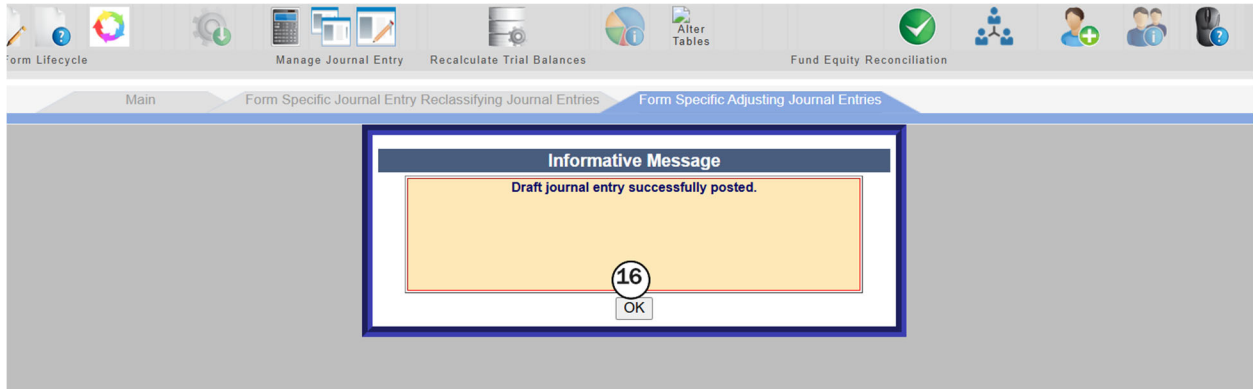 Alter
Tables
Form Lifecycle
Manage Journal Entry
Recalculate Trial Balances
Fund Equity Reconciliation
Main
Form Specific Journal Entry Reclassifying Journal Entries
Form Specific Adjusting Journal Entries
Informative Message
Draft journal entry successfully posted.
16
OK